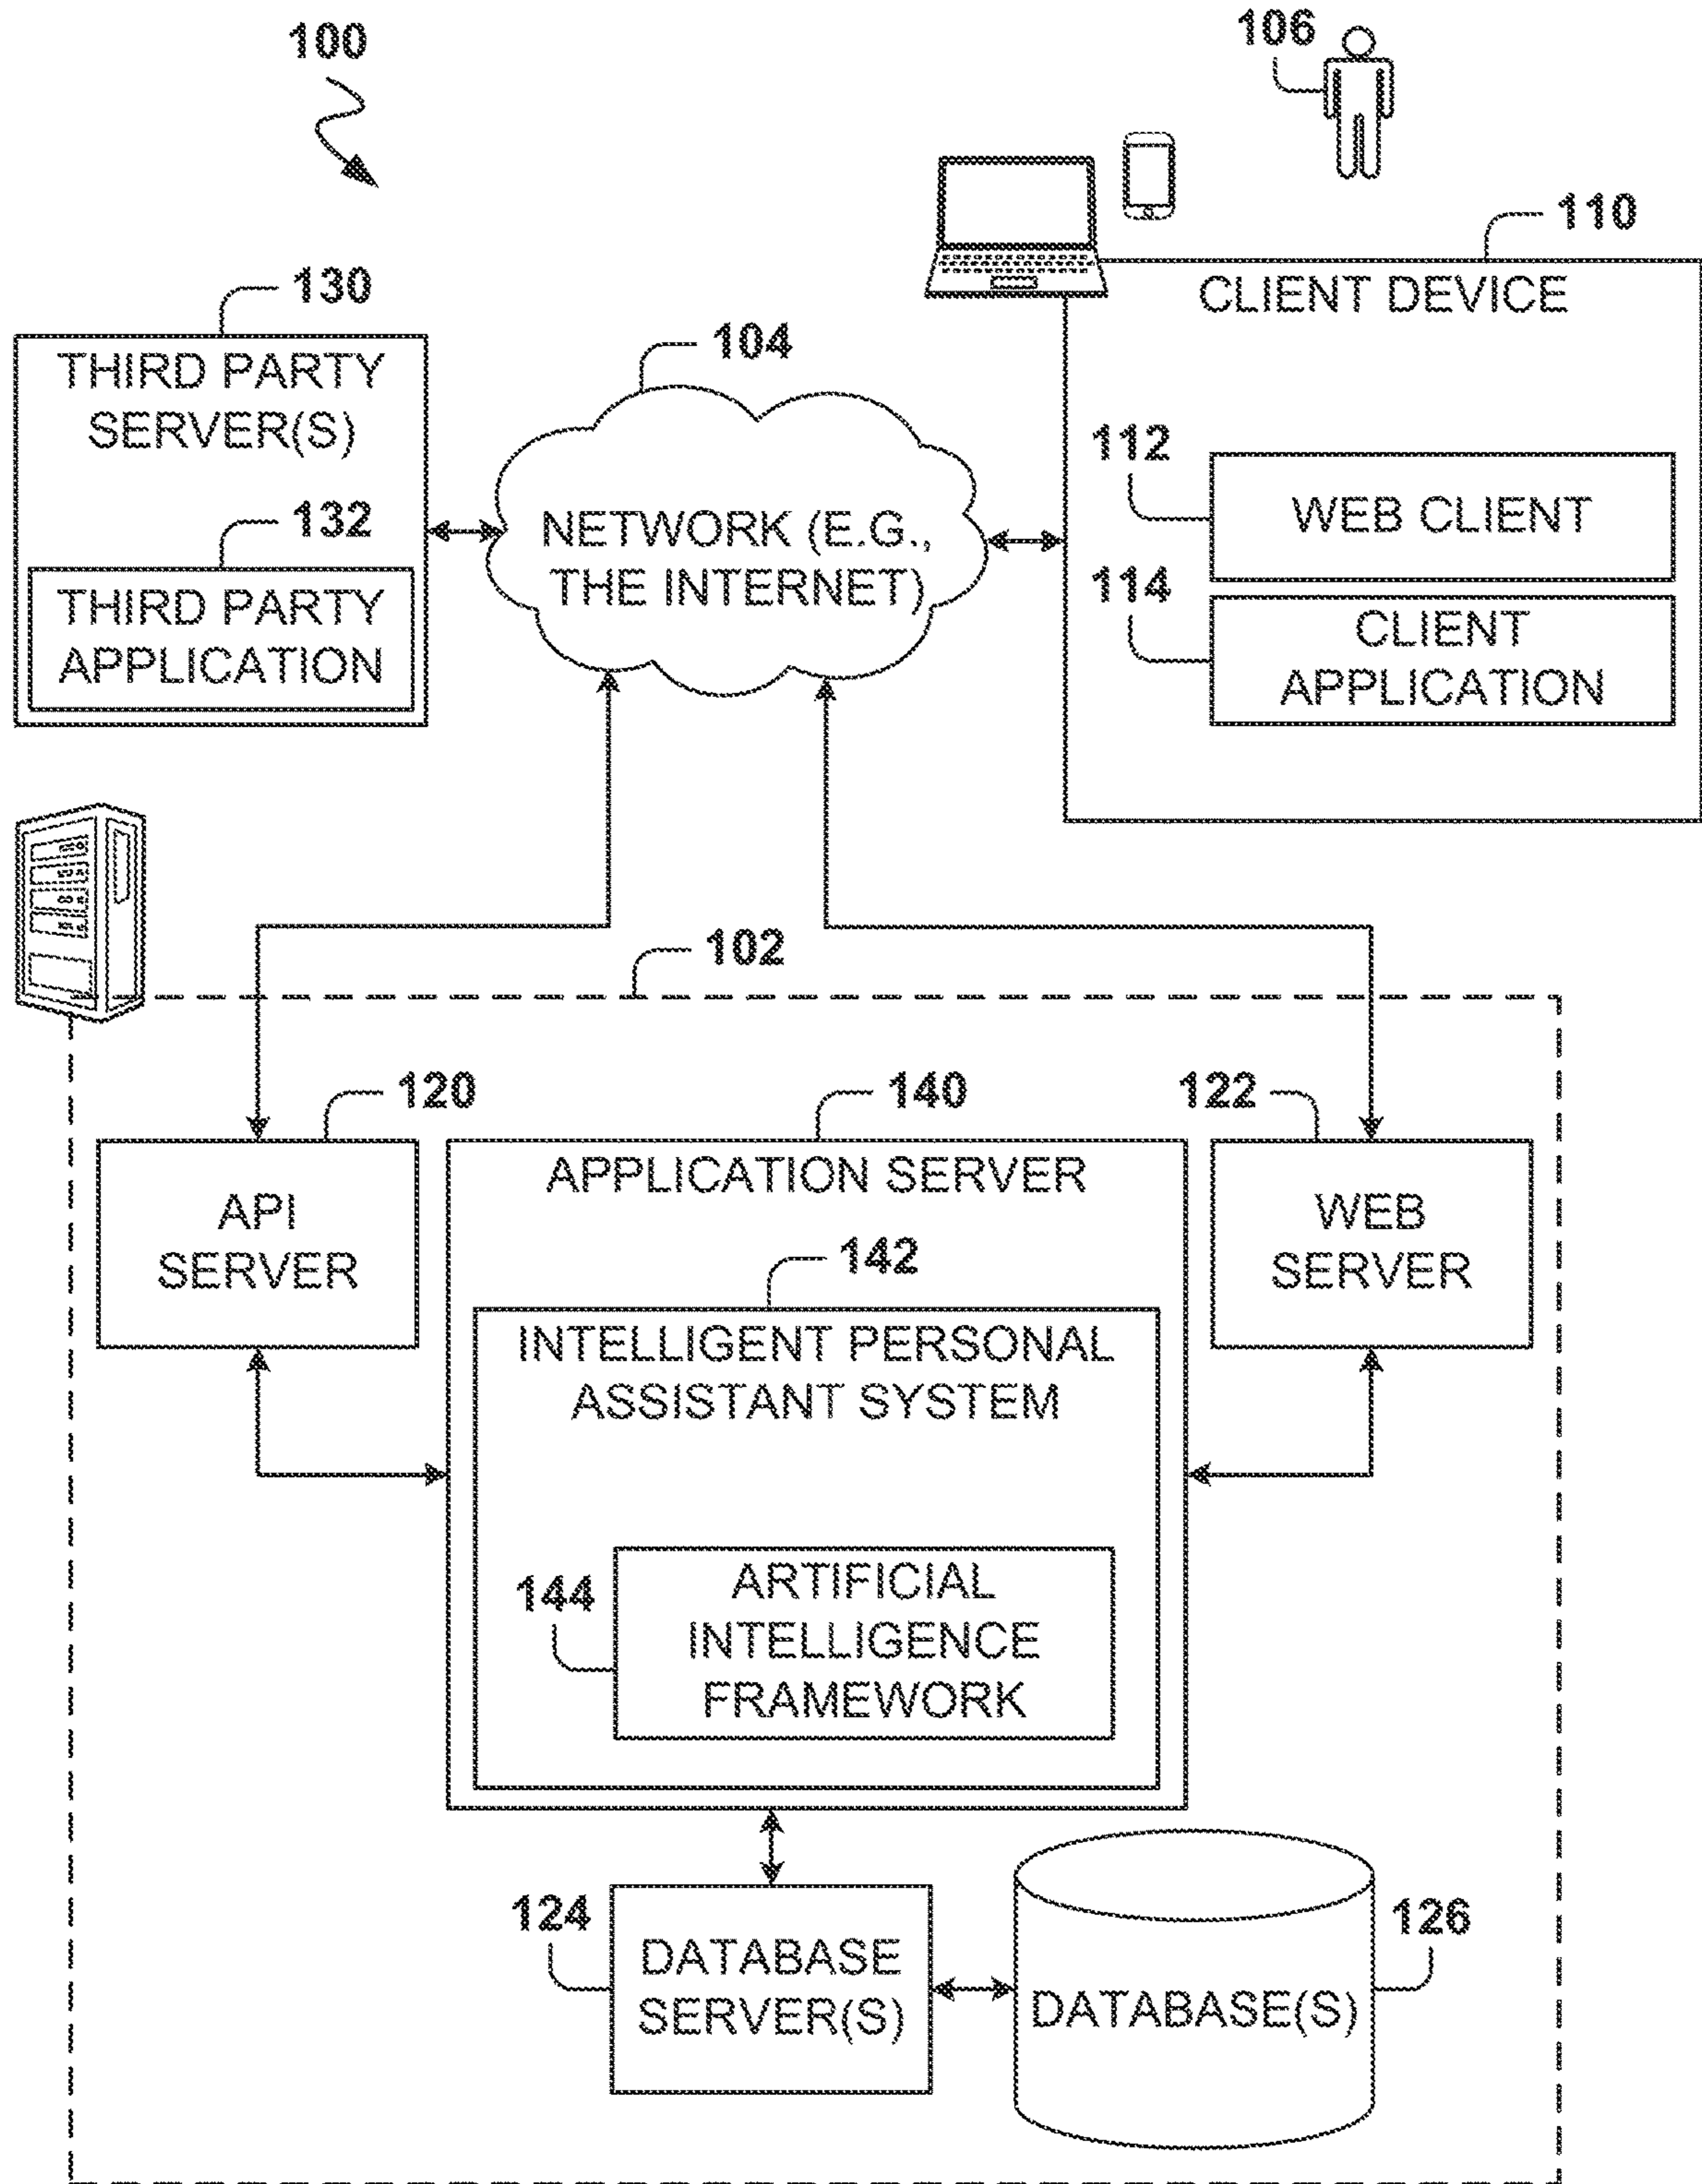 100
106
110
CLIENT DEVICE
130
THIRD PARTY
SERVER(S)
104
NETWORK (E.G.,
THE INTERNET)
112
WEB CLIENT
132
THIRD PARTY
APPLICATION
114
CLIENT
APPLICATION
102
120
API
SERVER
140
APPLICATION SERVER
122
WEB
SERVER
142
INTELLIGENT PERSONAL
ASSISTANT SYSTEM
144
ARTIFICIAL
INTELLIGENCE
FRAMEWORK
124
DATABASE
SERVER(S)
126
DATABASE(S)